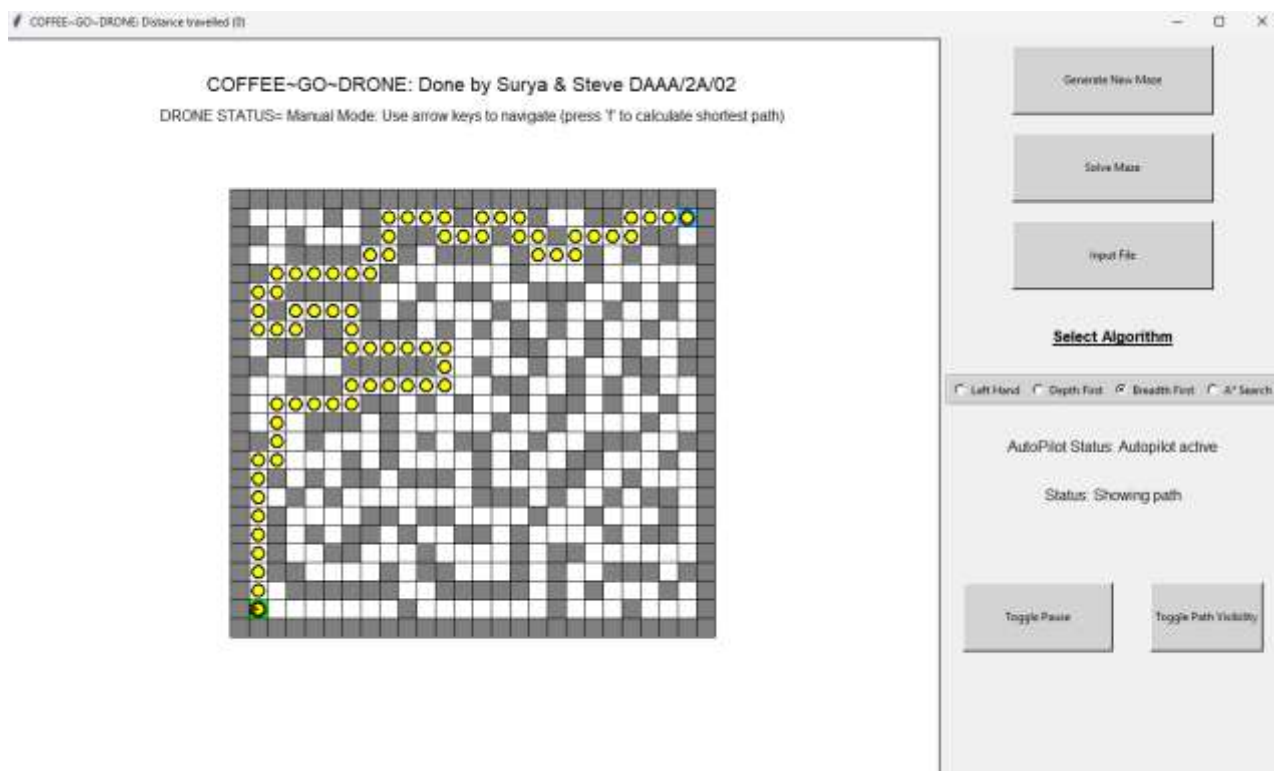 COFFEE~GO~DRONE: Distance travelled (0)
COFFEE~GO~DRONE: Done by Surya & Steve DAAA/2A/02
DRONE STATUS= Manual Mode: Use arrow keys to navigate (press 'f' to calculate shortest path)
Generate New Maze
Solve Maze
Input File
Select Algorithm
Left Hand Depth First Breadth First A* Search
AutoPilot Status: Autopilot active
Status: Showing path
Toggle Pause
Toggle Path Visibility